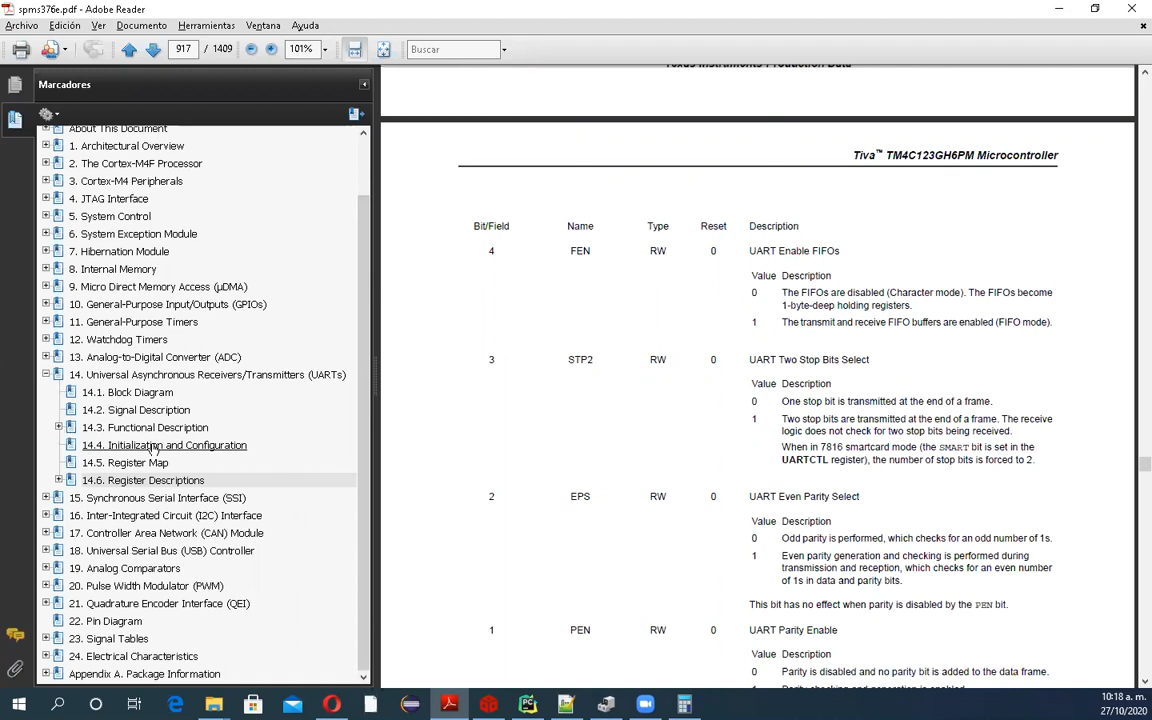 spms376e.pdf - Adobe Reader
Archivo Edición Ver Documento Herramientas Ventana Ayuda
917 / 1409 101% Buscar
Marcadores
About This Document
1. Architectural Overview
2. The Cortex-M4F Processor
3. Cortex-M4 Peripherals
4. JTAG Interface
5. System Control
6. System Exception Module
7. Hibernation Module
8. Internal Memory
9. Micro Direct Memory Access (µDMA)
10. General-Purpose Input/Outputs (GPIOs)
11. General-Purpose Timers
12. Watchdog Timers
13. Analog-to-Digital Converter (ADC)
14. Universal Asynchronous Receivers/Transmitters (UARTs)
14.1. Block Diagram
14.2. Signal Description
14.3. Functional Description
14.4. Initialization and Configuration
14.5. Register Map
14.6. Register Descriptions
15. Synchronous Serial Interface (SSI)
16. Inter-Integrated Circuit (I2C) Interface
17. Controller Area Network (CAN) Module
18. Universal Serial Bus (USB) Controller
19. Analog Comparators
20. Pulse Width Modulator (PWM)
21. Quadrature Encoder Interface (QEI)
22. Pin Diagram
23. Signal Tables
24. Electrical Characteristics
Appendix A. Package Information
Texas Instruments-Production Data
Tiva™ TM4C123GH6PM Microcontroller
Bit/Field Name Type Reset Description
4 FEN RW 0 UART Enable FIFOs
Value Description
0 The FIFOs are disabled (Character mode). The FIFOs become
1-byte-deep holding registers.
1 The transmit and receive FIFO buffers are enabled (FIFO mode).
3 STP2 RW 0 UART Two Stop Bits Select
Value Description
0 One stop bit is transmitted at the end of a frame.
1 Two stop bits are transmitted at the end of a frame. The receive
logic does not check for two stop bits being received.
When in 7816 smartcard mode (the SMART bit is set in the
UARTCTL register), the number of stop bits is forced to 2.
2 EPS RW 0 UART Even Parity Select
Value Description
0 Odd parity is performed, which checks for an odd number of 1s.
1 Even parity generation and checking is performed during
transmission and reception, which checks for an even number
of 1s in data and parity bits.
This bit has no effect when parity is disabled by the PEN bit.
1 PEN RW 0 UART Parity Enable
Value Description
0 Parity is disabled and no parity bit is added to the data frame.
1 Parity checking and generation is enabled.
10:18 a. m.
27/10/2020